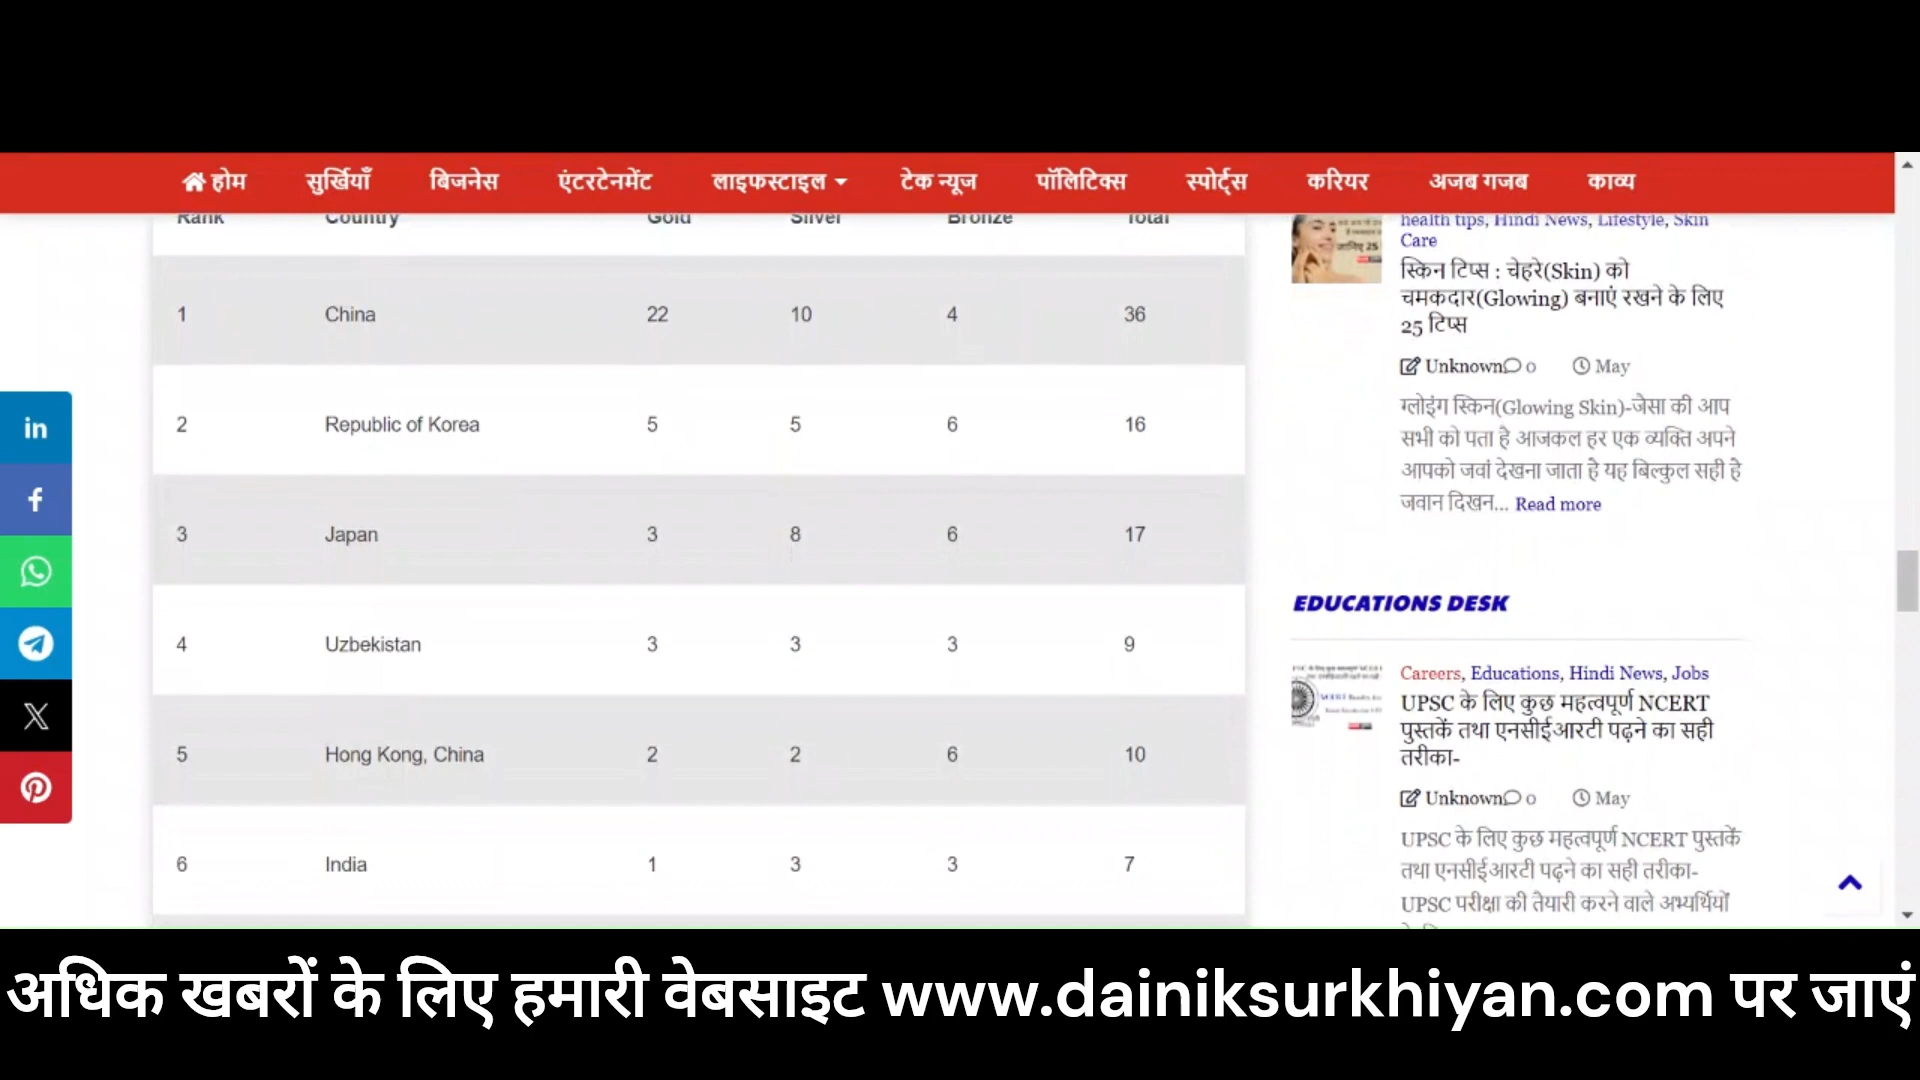 होम सुर्खियाँ बिजनेस एंटरटेनमेंट लाइफस्टाइल टेक न्यूज पॉलिटिक्स स्पोर्ट्स करियर अजब गजब काव्य
Rank Country Gold Silver Bronze Total
1 China 22 10 4 36
2 Republic of Korea 5 5 6 16
3 Japan 3 8 6 17
4 Uzbekistan 3 3 3 9
5 Hong Kong, China 2 2 6 10
6 India 1 3 3 7
health tips, Hindi News, Lifestyle, Skin
Care
स्किन टिप्स : चेहरे(Skin) को
चमकदार(Glowing) बनाएं रखने के लिए
25 टिप्स
Unknown 0 May
ग्लोइंग स्किन(Glowing Skin)-जैसा की आप
सभी को पता है आजकल हर एक व्यक्ति अपने
आपको जवां देखना जाता है यह बिल्कुल सही है
जवान दिखन... Read more
EDUCATIONS DESK
Careers, Educations, Hindi News, Jobs
UPSC के लिए कुछ महत्वपूर्ण NCERT
पुस्तकें तथा एनसीईआरटी पढ़ने का सही
तरीका-
Unknown 0 May
UPSC के लिए कुछ महत्वपूर्ण NCERT पुस्तकें
तथा एनसीईआरटी पढ़ने का सही तरीका-
UPSC परीक्षा की तैयारी करने वाले अभ्यर्थियों
अधिक खबरों के लिए हमारी वेबसाइट www.dainiksurkhiyan.com पर जाएं